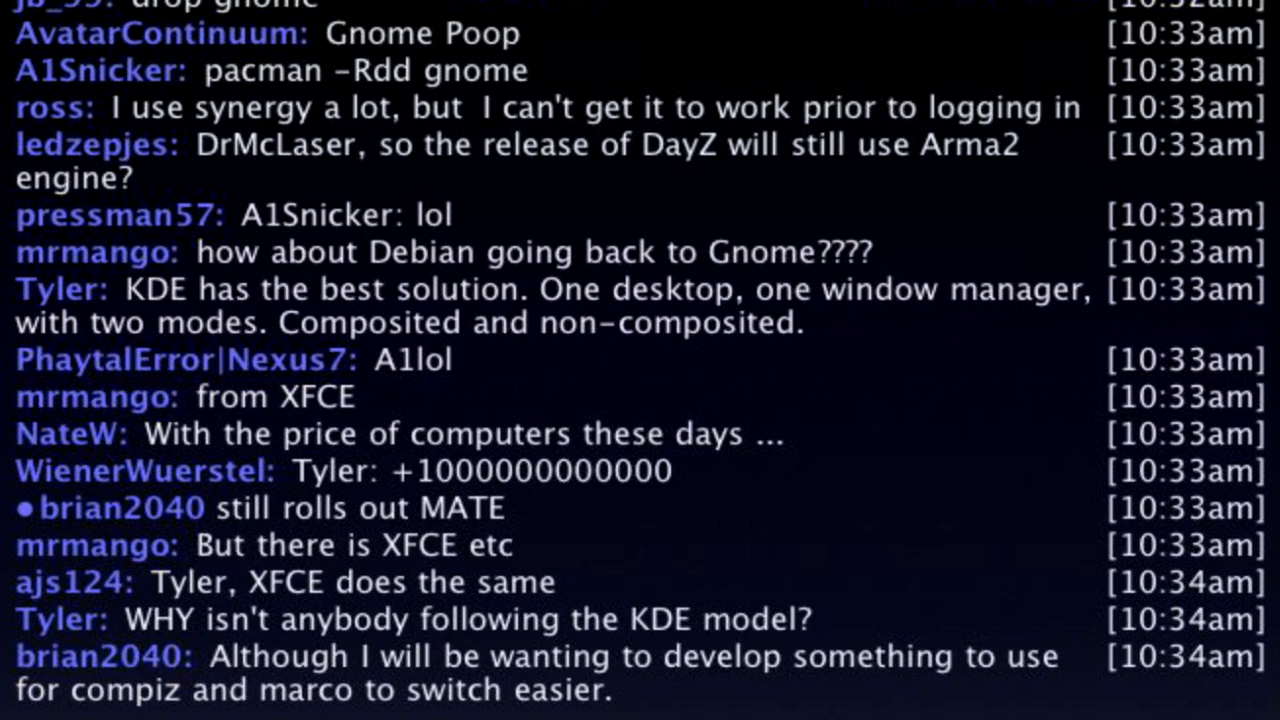 jb_99: drop gnome [10:32am]
AvatarContinuum: Gnome Poop [10:33am]
A1Snicker: pacman -Rdd gnome [10:33am]
ross: I use synergy a lot, but  I can't get it to work prior to logging in [10:33am]
ledzepjes: DrMcLaser, so the release of DayZ will still use Arma2 [10:33am]
engine?
pressman57: A1Snicker: lol [10:33am]
mrmango: how about Debian going back to Gnome???? [10:33am]
Tyler: KDE has the best solution. One desktop, one window manager, [10:33am]
with two modes. Composited and non-composited.
PhaytalError|Nexus7: A1lol [10:33am]
mrmango: from XFCE [10:33am]
NateW: With the price of computers these days ... [10:33am]
WienerWuerstel: Tyler: +1000000000000 [10:33am]
•brian2040 still rolls out MATE [10:33am]
mrmango: But there is XFCE etc [10:33am]
ajs124: Tyler, XFCE does the same [10:34am]
Tyler: WHY isn't anybody following the KDE model? [10:34am]
brian2040: Although I will be wanting to develop something to use [10:34am]
for compiz and marco to switch easier.